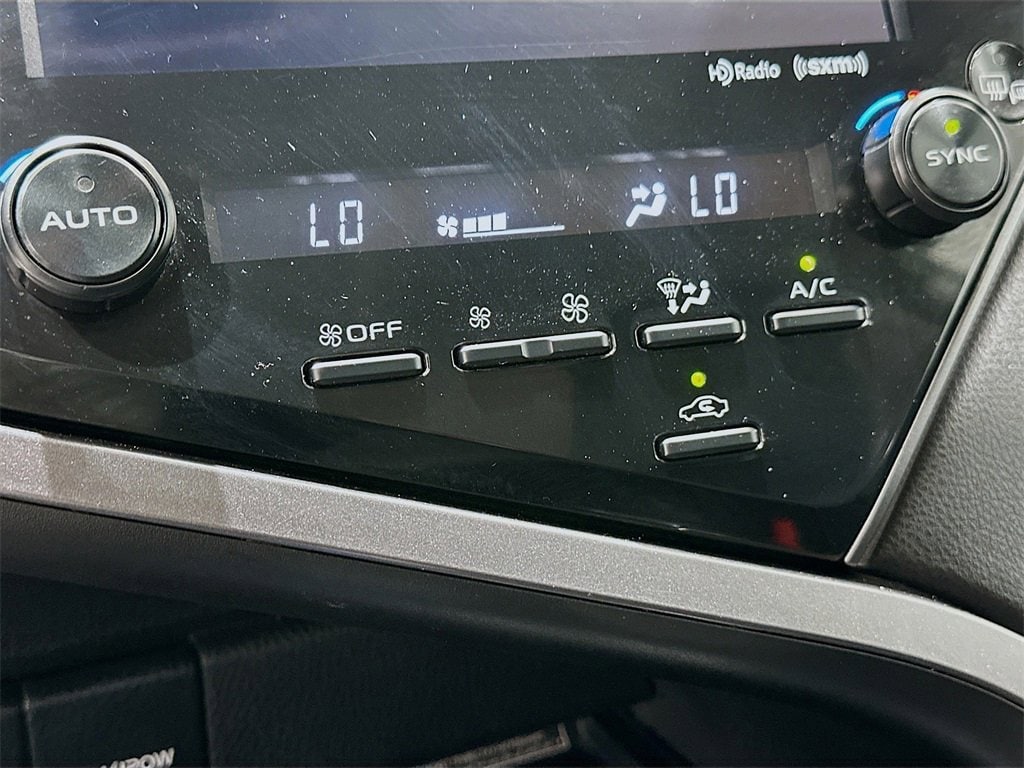 HD Radio ((sxm))
SYNC
AUTO
LO LO
OFF
A/C